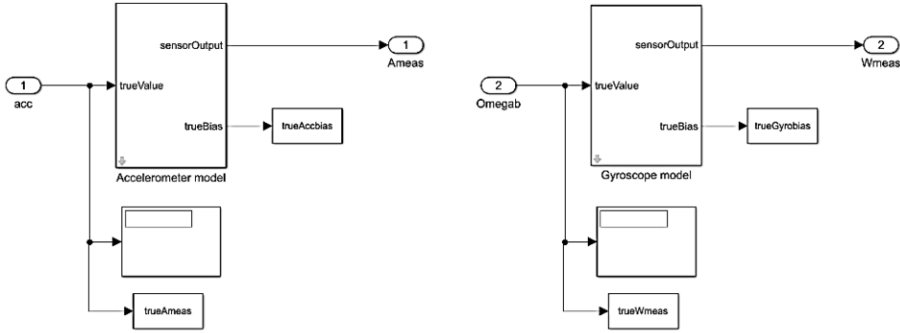 sensorOutput
1
Ameas
1
acc
trueValue
trueBias
trueAccbias
Accelerometer model
trueAmeas
sensorOutput
2
Wmeas
2
Omegab
trueValue
trueBias
trueGyrobias
Gyroscope model
trueWmeas